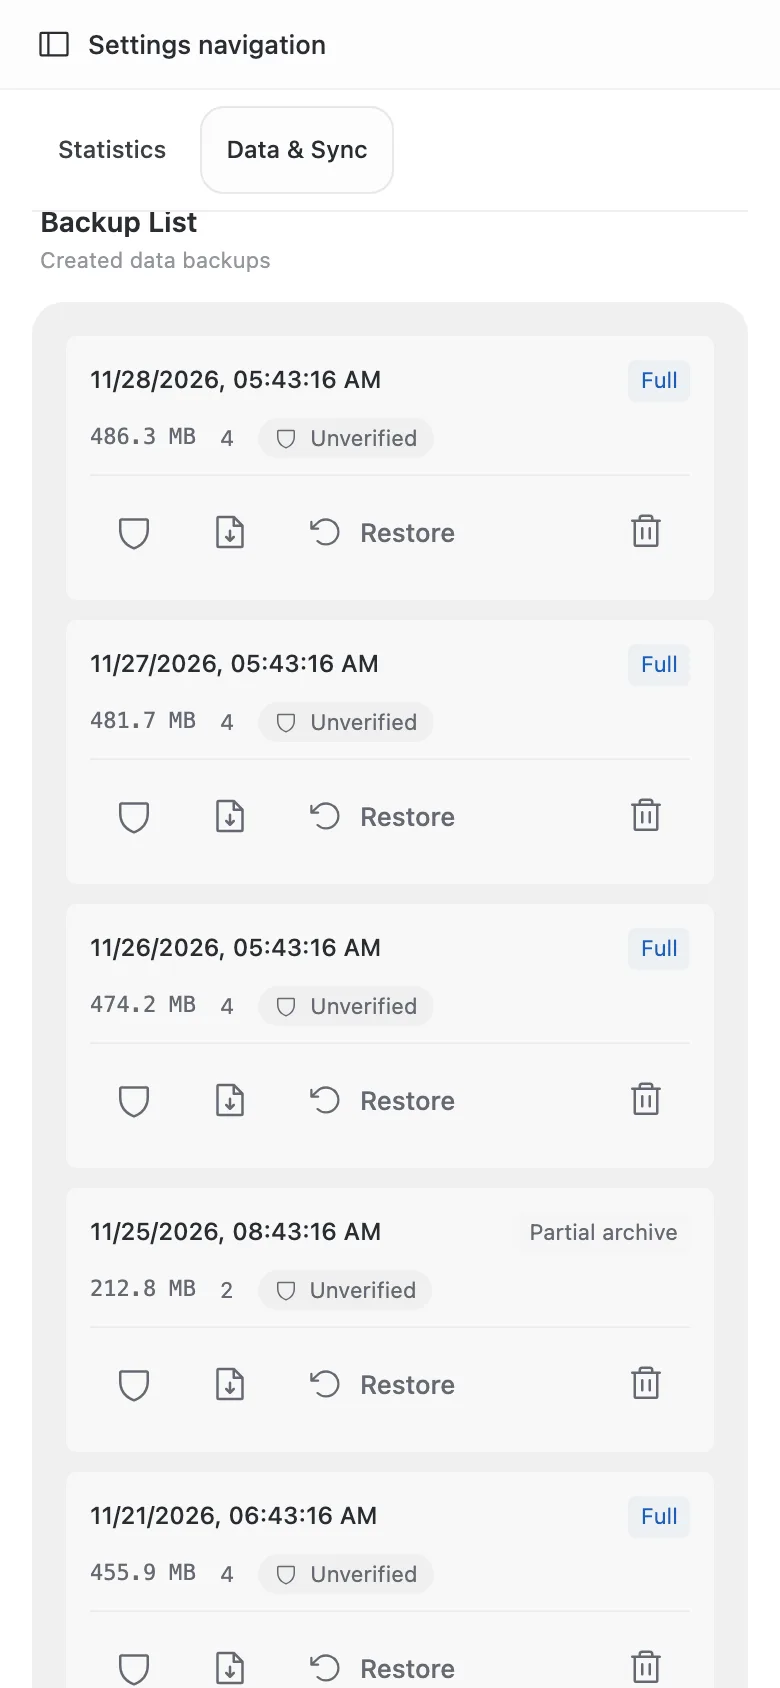 Settings navigation
Statistics
Data & Sync
Backup List
Created data backups
11/28/2026, 05:43:16 AM
Full
486.3 MB 4 Unverified
Restore
11/27/2026, 05:43:16 AM
Full
481.7 MB 4 Unverified
Restore
11/26/2026, 05:43:16 AM
Full
474.2 MB 4 Unverified
Restore
11/25/2026, 08:43:16 AM
Partial archive
212.8 MB 2 Unverified
Restore
11/21/2026, 06:43:16 AM
Full
455.9 MB 4 Unverified
Restore